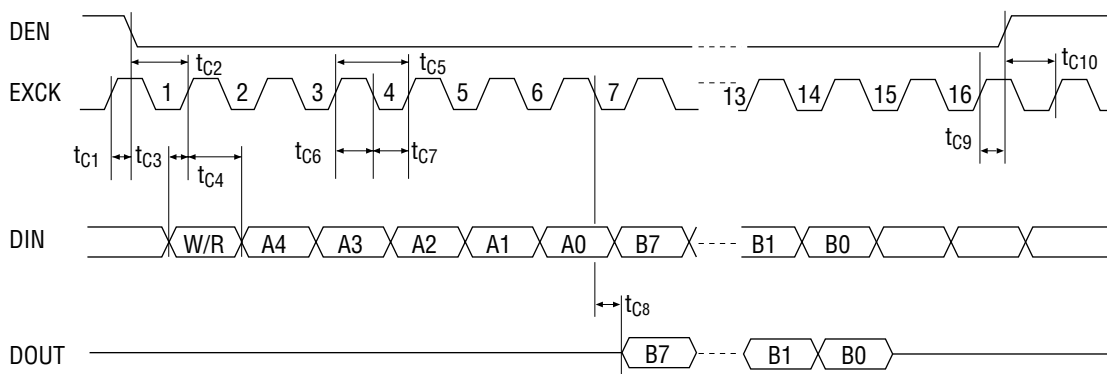 DEN
tC2 tC5 tC10
EXCK 1 2 3 4 5 6 7 13 14 15 16
tC1 tC3 tC4 tC6 tC7 tC9
DIN W/R A4 A3 A2 A1 A0 B7 B1 B0
tC8
DOUT B7 B1 B0